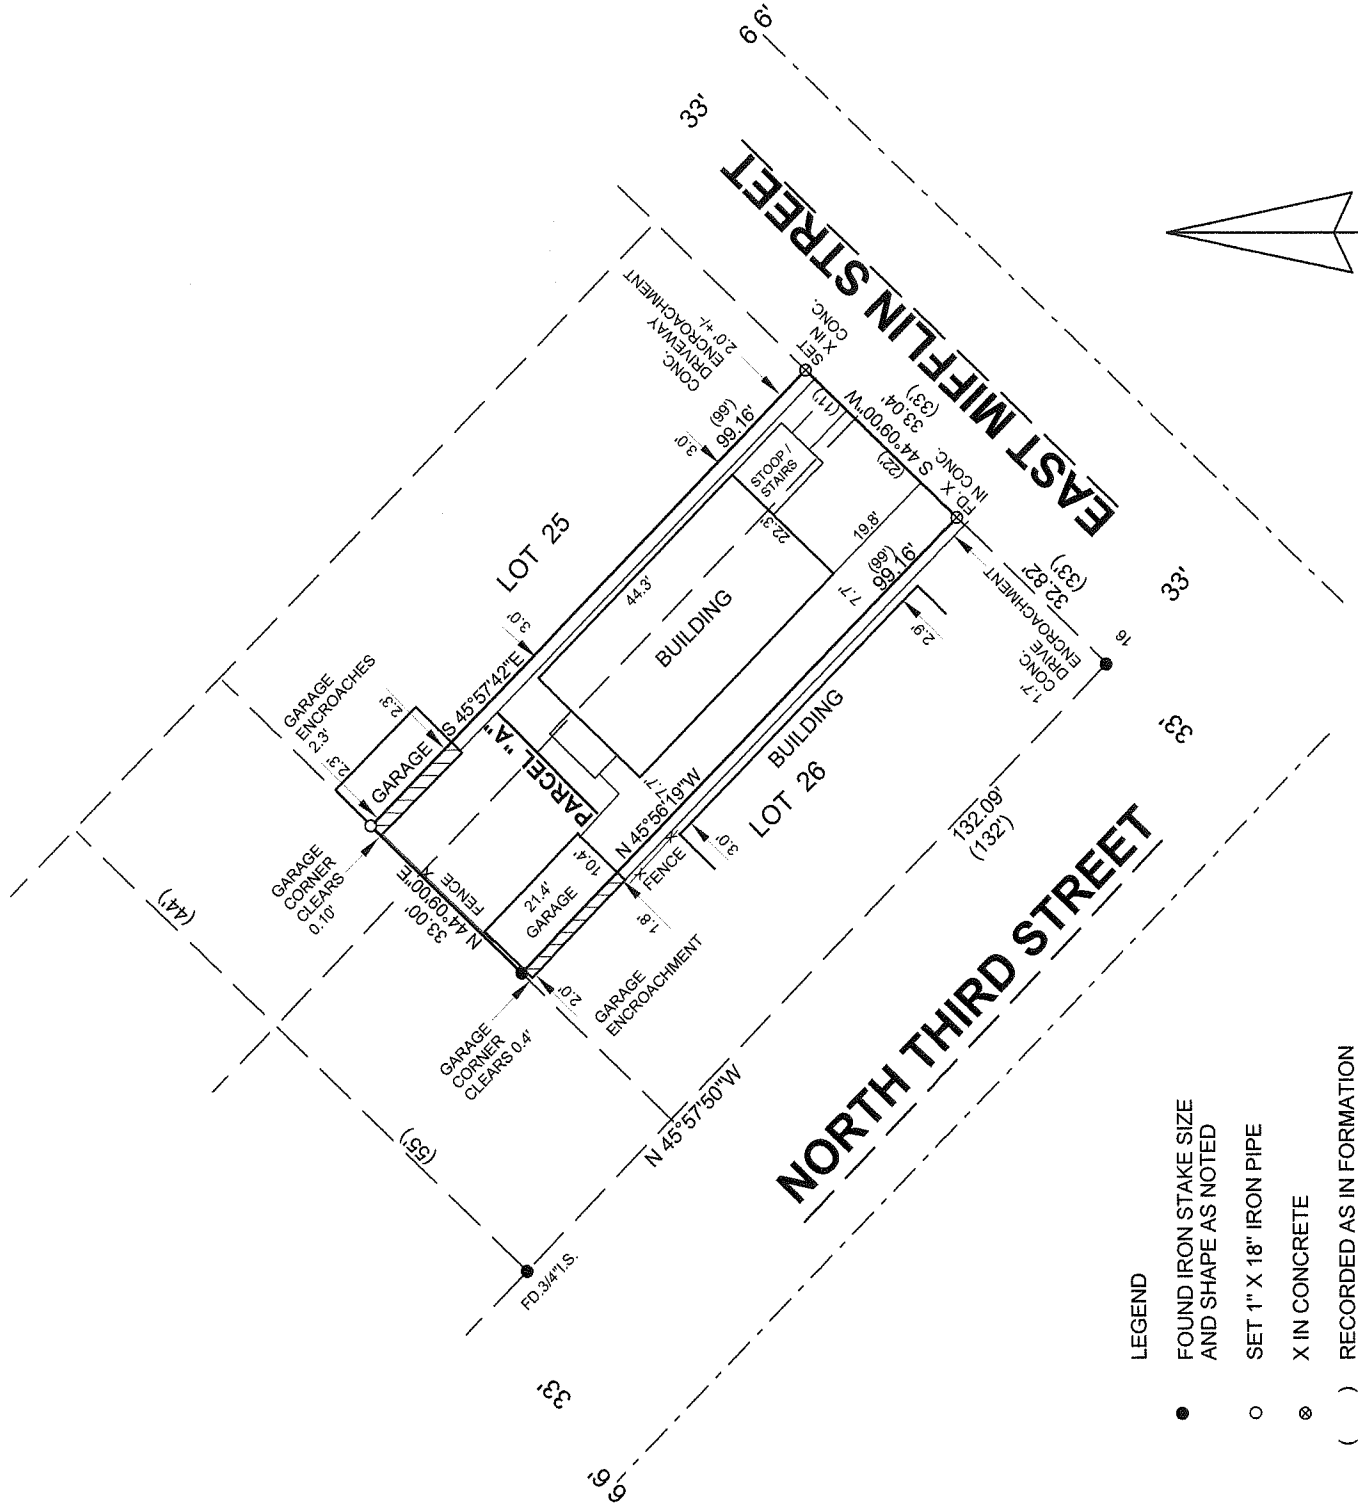 66'
33'
EAST MIFFLIN STREET
CONC.
DRIVEWAY
ENCROACHMENT
2.0' +/-
SET
X IN
CONC.
(99')
99.16'
3.0'
(11')
S 44°09'00"W
33.04'
(33')
(22')
FD. X
IN CONC.
STOOP /
STAIRS
22.3'
19.8'
LOT 25
44.3'
BUILDING
3.0'
7.7'
(99')
99.16'
2.9'
CONC.
DRIVE
ENCROACHMENT
1.7'
32.82'
(33')
16
33'
33'
GARAGE
ENCROACHES
2.3'
2.3'
2.3'
GARAGE
S 45°57'42"E
PARCEL "A"
7.7'
N 45°56'19"W
BUILDING
LOT 26
GARAGE
CORNER
CLEARS
0.10'
FENCE
X
N 44°09'00"E
33.00'
10.4'
21.4'
GARAGE
X
X
FENCE
3.0'
1.8'
GARAGE
ENCROACHMENT
2.0'
GARAGE
CORNER
CLEARS 0.4'
(44')
(55')
132.09'
(132')
N 45°57'50"W
NORTH THIRD STREET
FD.3/4"I.S.
33'
66'
LEGEND
FOUND IRON STAKE SIZE
AND SHAPE AS NOTED
SET 1" X 18" IRON PIPE
X IN CONCRETE
( ) RECORDED AS IN FORMATION